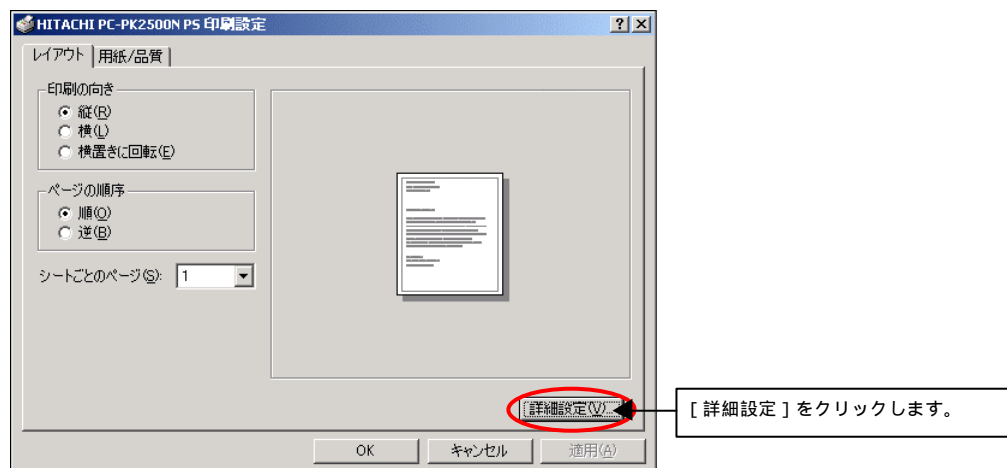 HITACHI PC-PK2500N PS 印刷設定
レイアウト 用紙/品質
印刷の向き
縦(R)
横(L)
横置きに回転(E)
ページの順序
順(O)
逆(B)
シートごとのページ(S): 1
詳細設定(V)...
[ 詳細設定 ] をクリックします。
OK キャンセル 適用(A)